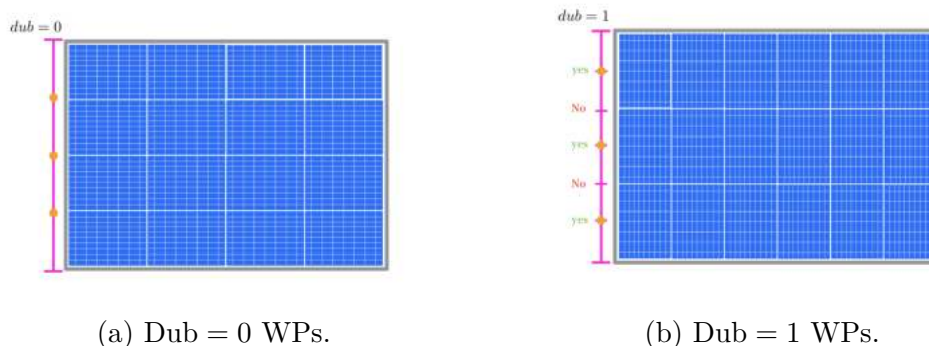 dub = 0
dub = 1
yes
No
yes
No
yes
(a) Dub = 0 WPs.
(b) Dub = 1 WPs.